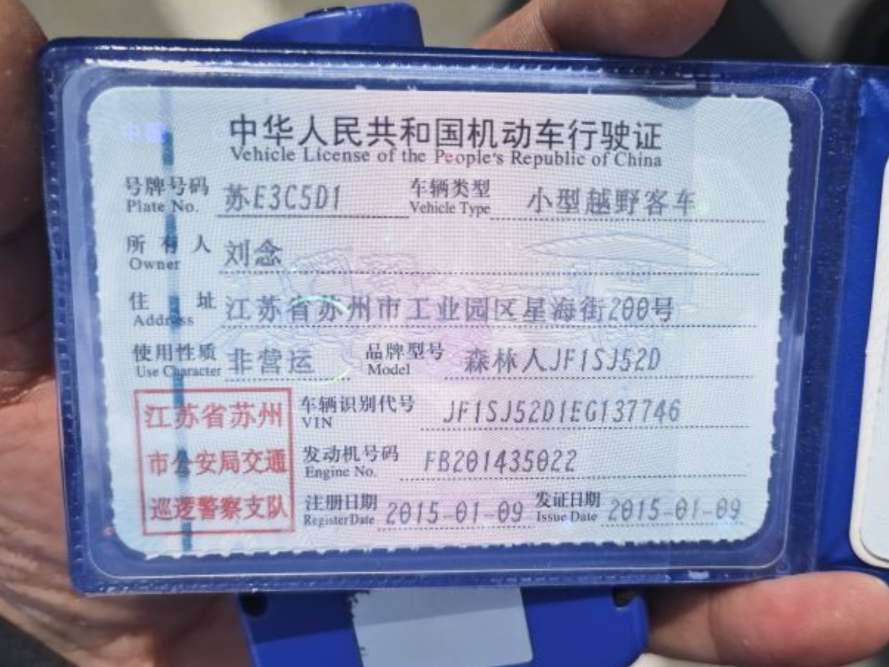 中华人民共和国机动车行驶证
Vehicle License of the People's Republic of China
号牌号码 苏E3C5D1 车辆类型 小型越野客车
Plate No. Vehicle Type
所有人 刘念
Owner
住址 江苏省苏州市工业园区星海街200号
Address
使用性质 非营运 品牌型号 森林人JF1SJ52D
Use Character Model
江苏省苏州
市公安局交通
巡逻警察支队
车辆识别代号 JF1SJ52D1EG137746
VIN
发动机号码 FB201435022
Engine No.
注册日期 2015-01-09 发证日期 2015-01-09
Register Date Issue Date